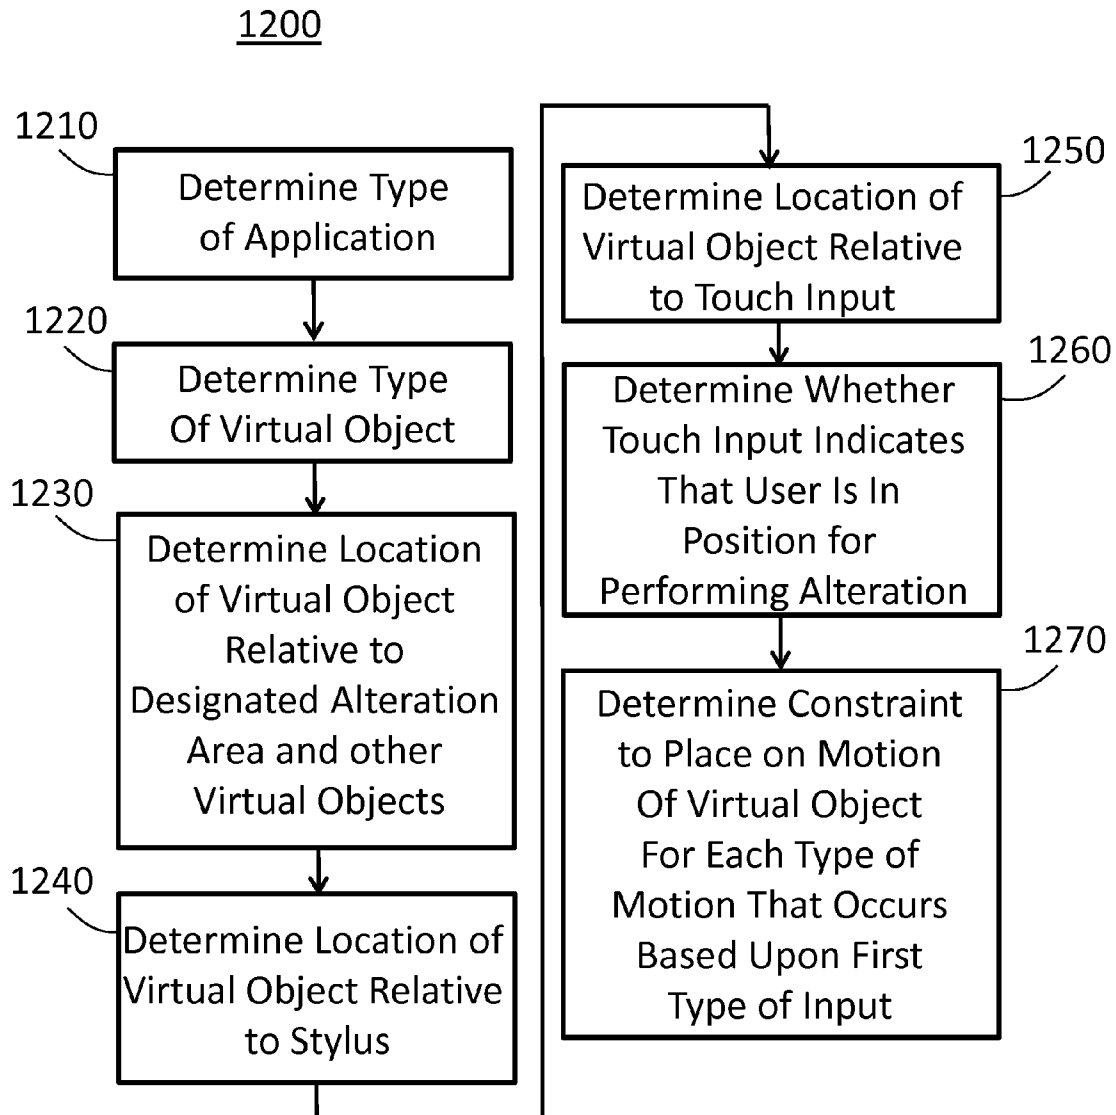 1200
1210
Determine Type
of Application
1220
Determine Type
Of Virtual Object
1230
Determine Location
of Virtual Object
Relative to
Designated Alteration
Area and other
Virtual Objects
1240
Determine Location of
Virtual Object Relative
to Stylus
1250
Determine Location of
Virtual Object Relative
to Touch Input
1260
Determine Whether
Touch Input Indicates
That User Is In
Position for
Performing Alteration
1270
Determine Constraint
to Place on Motion
Of Virtual Object
For Each Type of
Motion That Occurs
Based Upon First
Type of Input